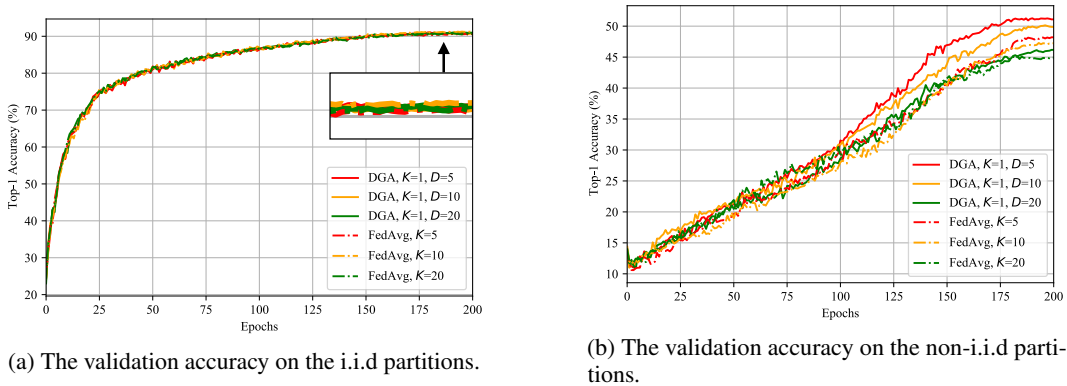 90
80
70
60
50
40
30
20
Top-1 Accuracy (%)
DGA, K=1, D=5
DGA, K=1, D=10
DGA, K=1, D=20
FedAvg, K=5
FedAvg, K=10
FedAvg, K=20
0 25 50 75 100 125 150 175 200
Epochs
(a) The validation accuracy on the i.i.d partitions.
50
45
40
35
30
25
20
15
10
Top-1 Accuracy (%)
DGA, K=1, D=5
DGA, K=1, D=10
DGA, K=1, D=20
FedAvg, K=5
FedAvg, K=10
FedAvg, K=20
0 25 50 75 100 125 150 175 200
Epochs
(b) The validation accuracy on the non-i.i.d parti-
tions.